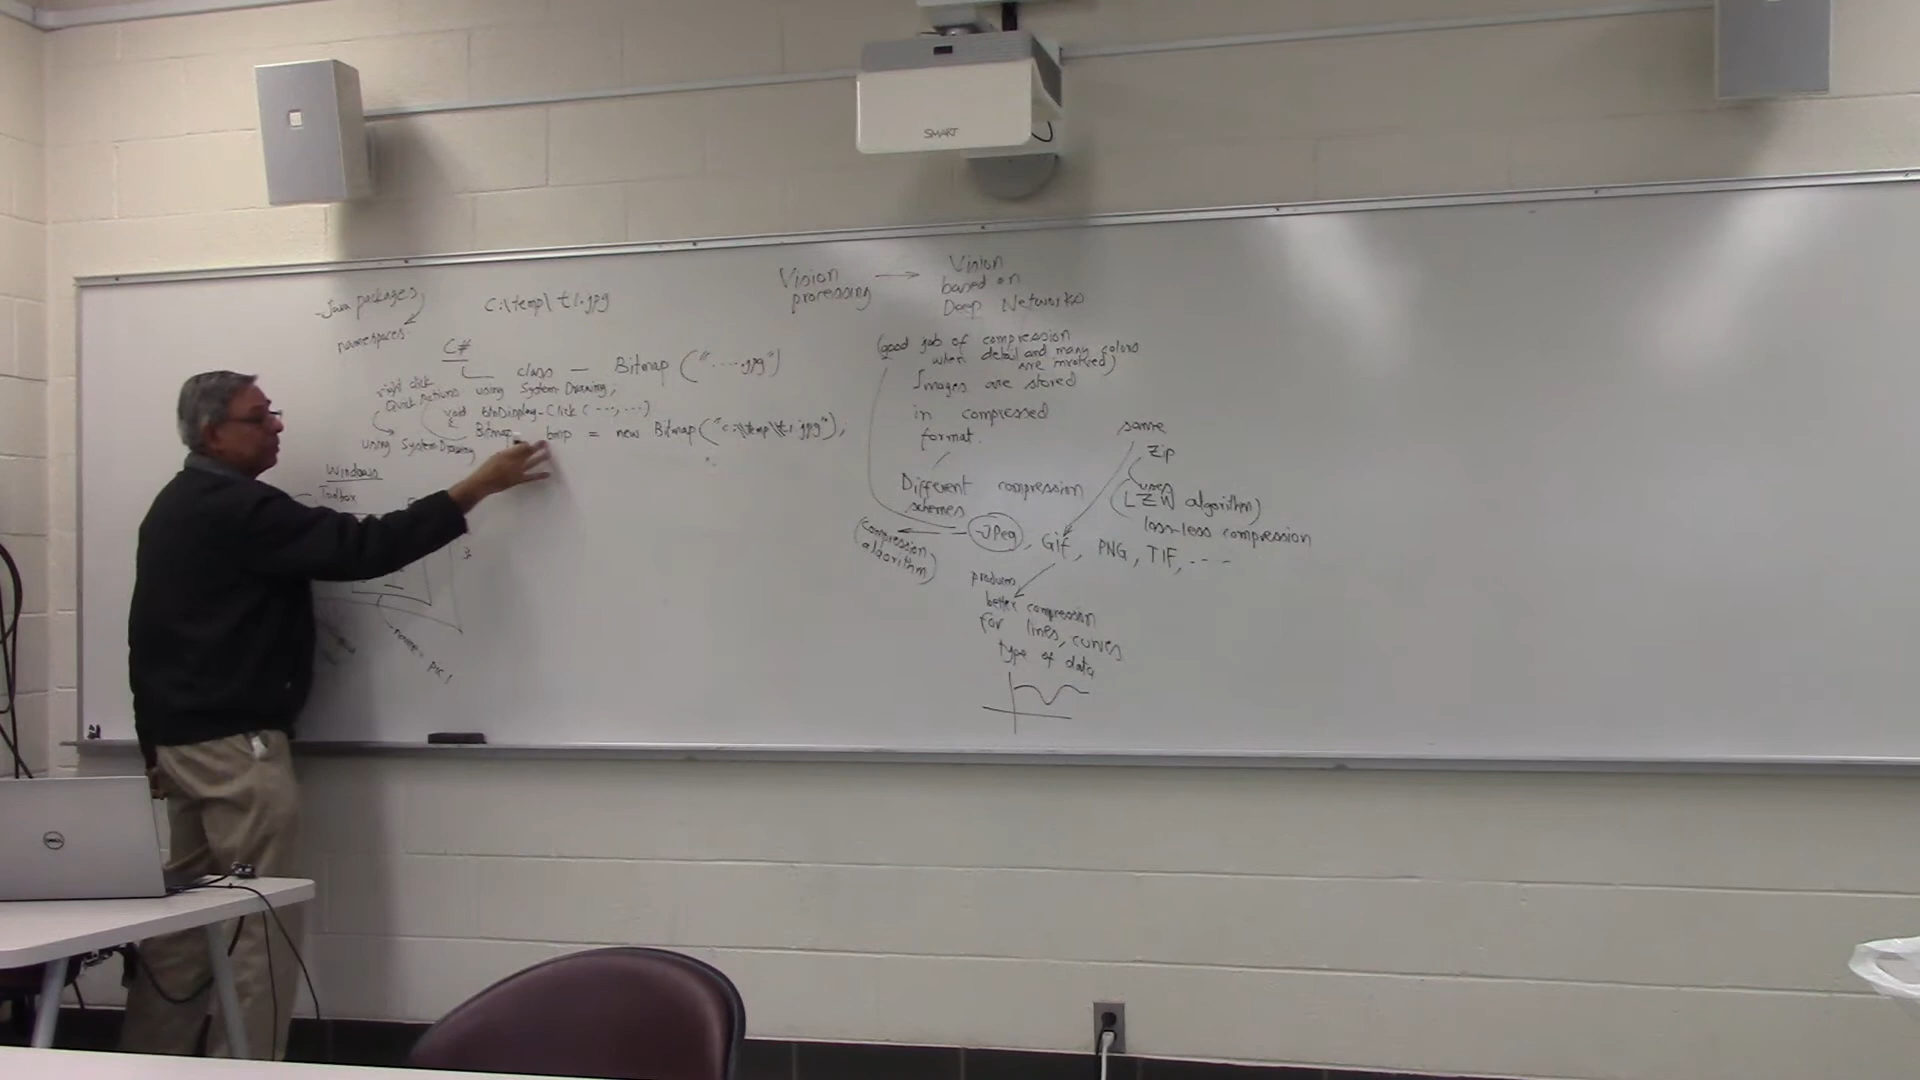 SMART
-Java packages
namespaces
C:\temp\t1.jpg
C#
class — Bitmap (".....jpg")
right click
Quick Actions
using System.Drawing;
void btnDisplay_Click (...,...)
Bitmap bmp = new Bitmap("c:\\temp\\t1.jpg");
using System.Drawing
Windows
Toolbox
name = pic1
Vision
processing
Vision
based on
Deep Networks
(good job of compression
when detail and many colors
are involved)
Images are stored
in compressed
format.
Different compression
schemes
(compression
algorithm)
-JPeg, Gif, PNG, TIF, ...
same
Zip
uses
(LZW algorithm)
loss-less compression
produces
better compression
for lines, curves
type of data
DELL